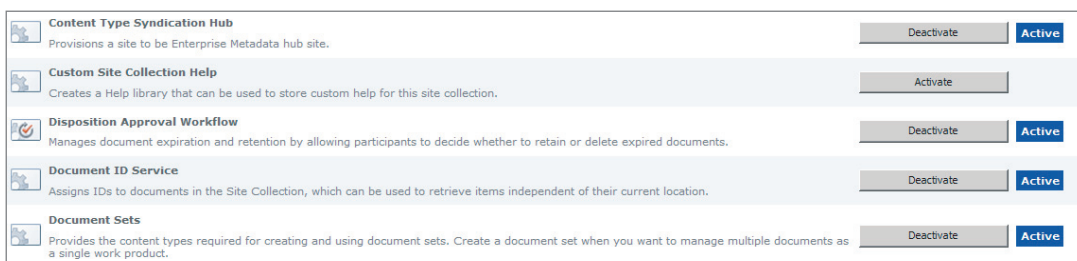 Content Type Syndication Hub
Provisions a site to be Enterprise Metadata hub site.
Deactivate
Active
Custom Site Collection Help
Creates a Help library that can be used to store custom help for this site collection.
Activate
Disposition Approval Workflow
Manages document expiration and retention by allowing participants to decide whether to retain or delete expired documents.
Deactivate
Active
Document ID Service
Assigns IDs to documents in the Site Collection, which can be used to retrieve items independent of their current location.
Deactivate
Active
Document Sets
Provides the content types required for creating and using document sets. Create a document set when you want to manage multiple documents as
a single work product.
Deactivate
Active